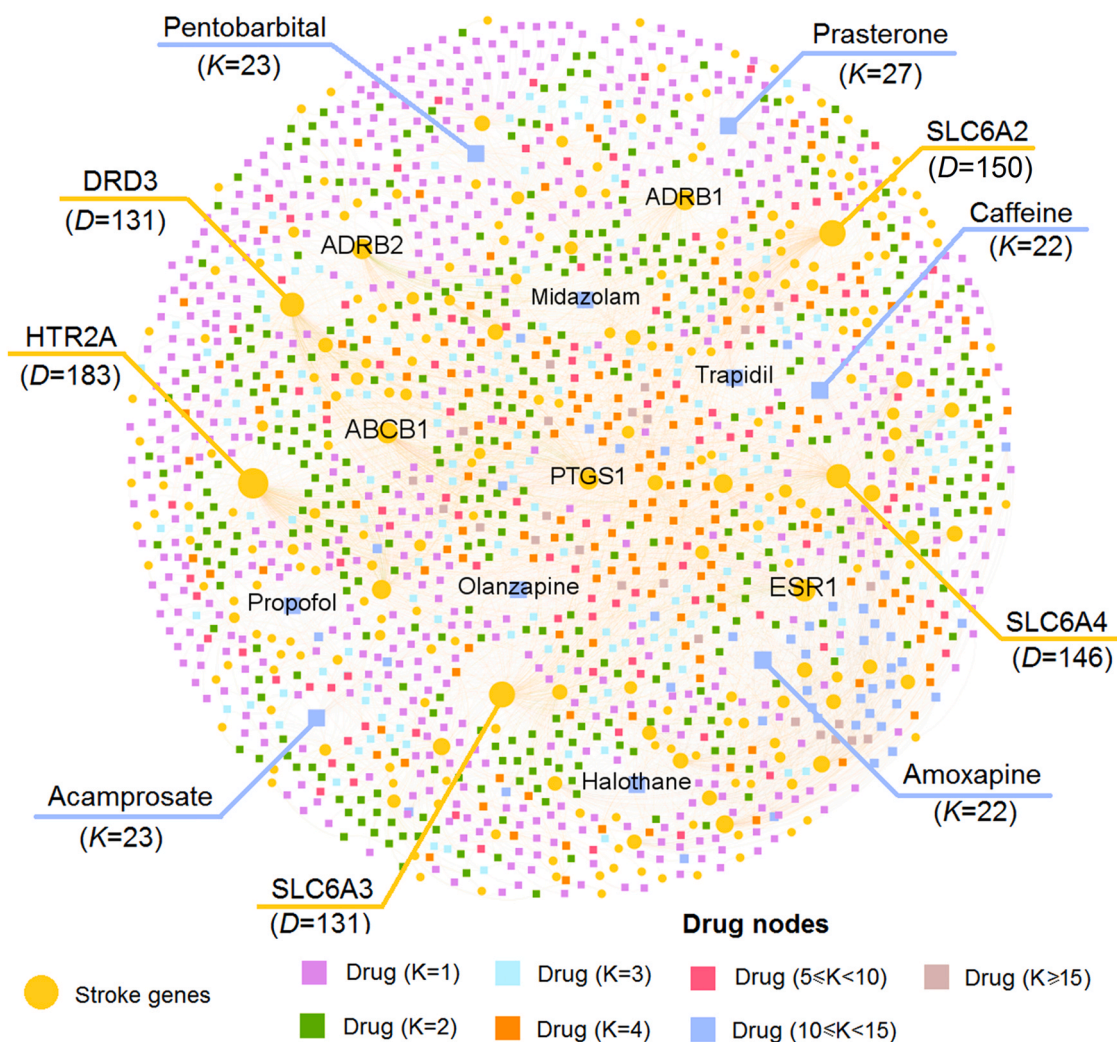 Pentobarbital
(K=23)
Prasterone
(K=27)
SLC6A2
(D=150)
DRD3
(D=131)
ADRB1
ADRB2
Caffeine
(K=22)
Midazolam
HTR2A
(D=183)
Trapidil
ABCB1
PTGS1
Olanzapine
ESR1
Propofol
SLC6A4
(D=146)
Acamprosate
(K=23)
Halothane
Amoxapine
(K=22)
SLC6A3
(D=131)
Drug nodes
Stroke genes
Drug (K=1)
Drug (K=3)
Drug (5⩽K<10)
Drug (K⩾15)
Drug (K=2)
Drug (K=4)
Drug (10⩽K<15)